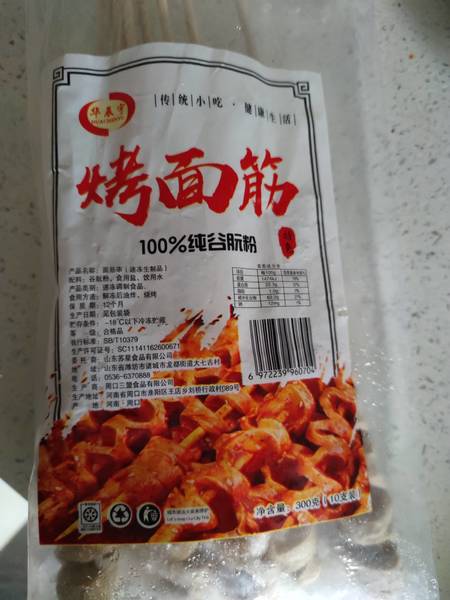 华晨宇
HUACHENYU
传统小吃·健康生活
烤面筋
100%纯谷朊粉
产品名称：面筋串（速冻生制品）
配料：谷朊粉、食用盐、饮用水
产品类别：速冻调制食品
食用方法：解冻后油炸、烧烤
保质期：12个月
生产日期：见包装袋
贮存条件：-18℃以下冷冻贮藏
等级：合格品
执行标准：SB/T10379
生产许可证号：SC11141162600671
委托商：山东苏星食品有限公司
地址：山东省潍坊市诸城市龙都街道大七吉村
电话：0536-6370888
生产商：周口三盟食品有限公司
生产地址：河南省周口市淮阳区王店乡刘桥行政村089号
产地：河南·周口
6 972239 960704
净含量：300克（10支装）